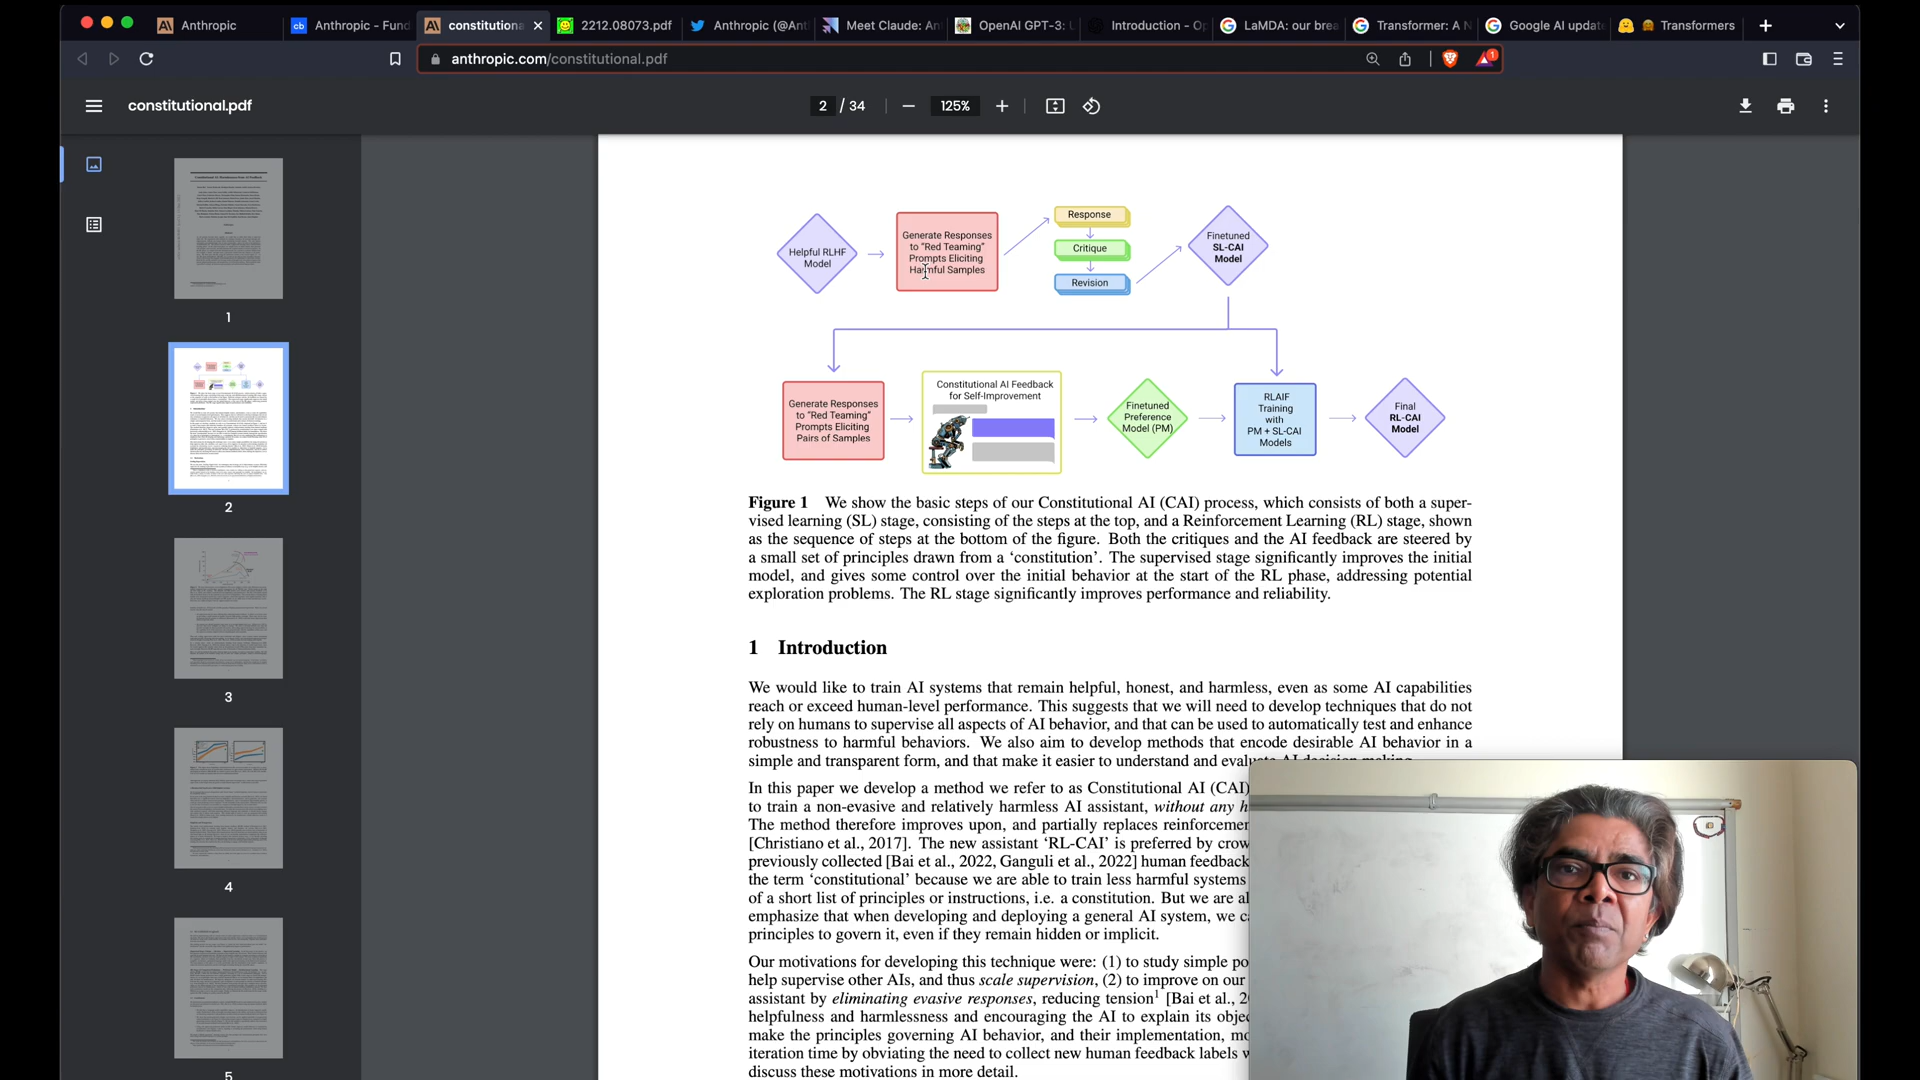 Anthropic
Anthropic - Fund
constitutiona
2212.08073.pdf
Anthropic (@Ant
Meet Claude: An
OpenAI GPT-3: U
Introduction - Op
LaMDA: our brea
Transformer: A N
Google AI update
Transformers
anthropic.com/constitutional.pdf
1
constitutional.pdf
2 / 34
125%
1
2
3
4
5
Helpful RLHF
Model
Generate Responses
to “Red Teaming”
Prompts Eliciting
Harmful Samples
Response
Critique
Revision
Finetuned
SL-CAI
Model
Generate Responses
to “Red Teaming”
Prompts Eliciting
Pairs of Samples
Constitutional AI Feedback
for Self-Improvement
Finetuned
Preference
Model (PM)
RLAIF
Training
with
PM + SL-CAI
Models
Final
RL-CAI
Model
Figure 1 We show the basic steps of our Constitutional AI (CAI) process, which consists of both a super-
vised learning (SL) stage, consisting of the steps at the top, and a Reinforcement Learning (RL) stage, shown
as the sequence of steps at the bottom of the figure. Both the critiques and the AI feedback are steered by
a small set of principles drawn from a ‘constitution’. The supervised stage significantly improves the initial
model, and gives some control over the initial behavior at the start of the RL phase, addressing potential
exploration problems. The RL stage significantly improves performance and reliability.
1 Introduction
We would like to train AI systems that remain helpful, honest, and harmless, even as some AI capabilities
reach or exceed human-level performance. This suggests that we will need to develop techniques that do not
rely on humans to supervise all aspects of AI behavior, and that can be used to automatically test and enhance
robustness to harmful behaviors. We also aim to develop methods that encode desirable AI behavior in a
simple and transparent form, and that make it easier to understand and evaluate AI decision making.
In this paper we develop a method we refer to as Constitutional AI (CAI)
to train a non-evasive and relatively harmless AI assistant, without any h
The method therefore improves upon, and partially replaces reinforcemen
[Christiano et al., 2017]. The new assistant ‘RL-CAI’ is preferred by crow
previously collected [Bai et al., 2022, Ganguli et al., 2022] human feedback
the term ‘constitutional’ because we are able to train less harmful systems
of a short list of principles or instructions, i.e. a constitution. But we are al
emphasize that when developing and deploying a general AI system, we ca
principles to govern it, even if they remain hidden or implicit.
Our motivations for developing this technique were: (1) to study simple po
help supervise other AIs, and thus scale supervision, (2) to improve on our
assistant by eliminating evasive responses, reducing tension1 [Bai et al., 2
helpfulness and harmlessness and encouraging the AI to explain its objec
make the principles governing AI behavior, and their implementation, mo
iteration time by obviating the need to collect new human feedback labels w
discuss these motivations in more detail.